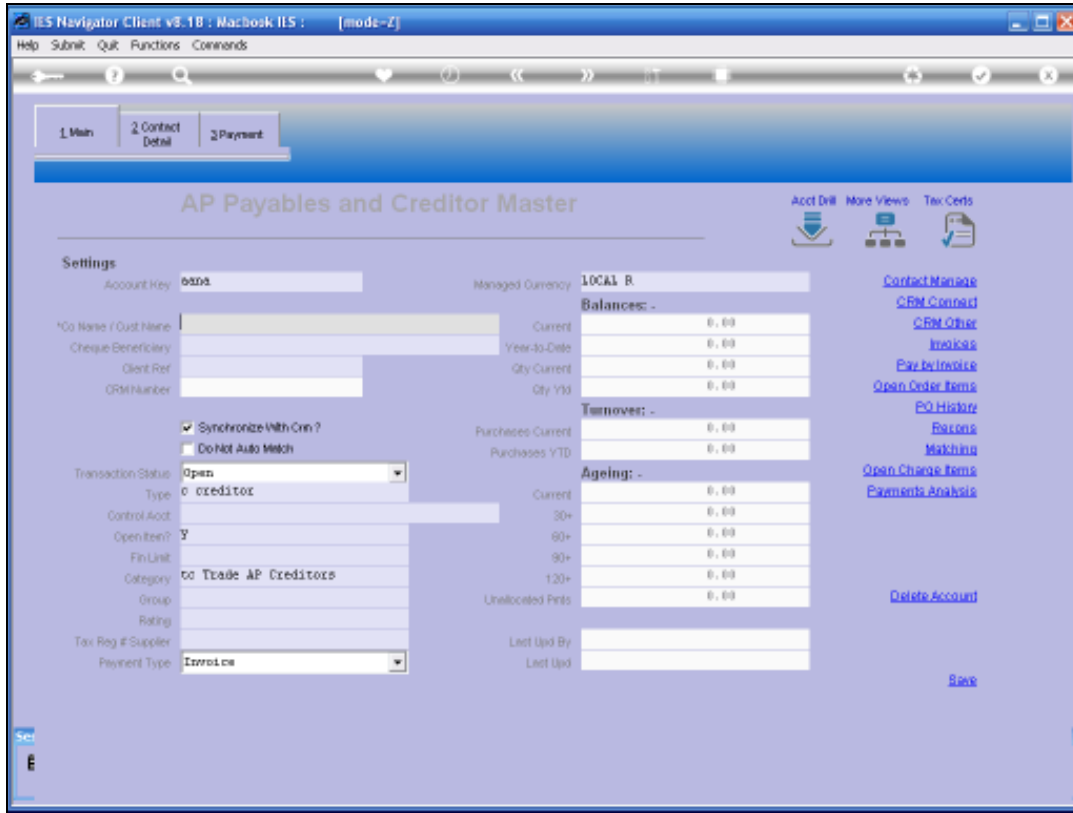 IES Navigator Client v8.18 : Macbook IES : [mode-Z]
Help Submit Quit Functions Commands
1 Main
2 Contact Detail
3 Payment
AP Payables and Creditor Master
Acct Drill More Views Tax Certs
Settings
Account Key
Managed Currency LOCAL R
Balances: -
*Co Name / Cust Name
Current 0.00
Cheque Beneficiary
Year-to-Date 0.00
Client Ref
Qty Current 0.00
CRM Number
Qty Ytd 0.00
Turnover: -
Synchronize With Crm ?
Purchases Current 0.00
Do Not Auto Match
Purchases YTD 0.00
Transaction Status Open
Ageing: -
Type c creditor
Current 0.00
Control Acct
30+ 0.00
Open Item? Y
60+ 0.00
Fin Limit
90+ 0.00
Category tc Trade AP Creditors
120+ 0.00
Group
Unallocated Pmts 0.00
Rating
Tax Reg # Supplier
Last Upd By
Payment Type Invoice
Last Upd
Contact Manage
CRM Connect
CRM Other
Invoices
Pay by Invoice
Open Order Items
PO History
Recons
Matching
Open Charge Items
Payments Analysis
Delete Account
Save